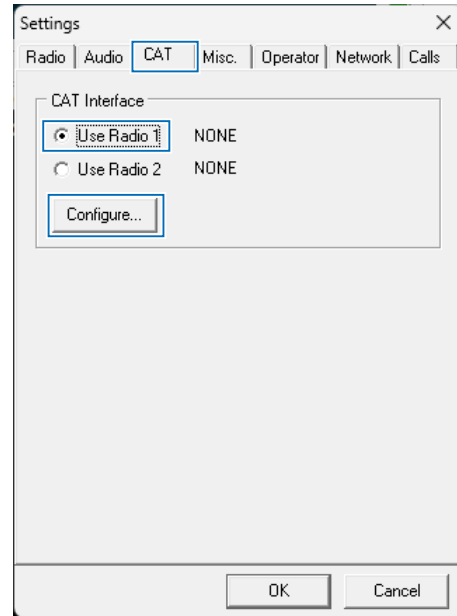 Settings
Radio Audio CAT Misc. Operator Network Calls
CAT Interface
Use Radio 1 NONE
Use Radio 2 NONE
Configure...
OK Cancel